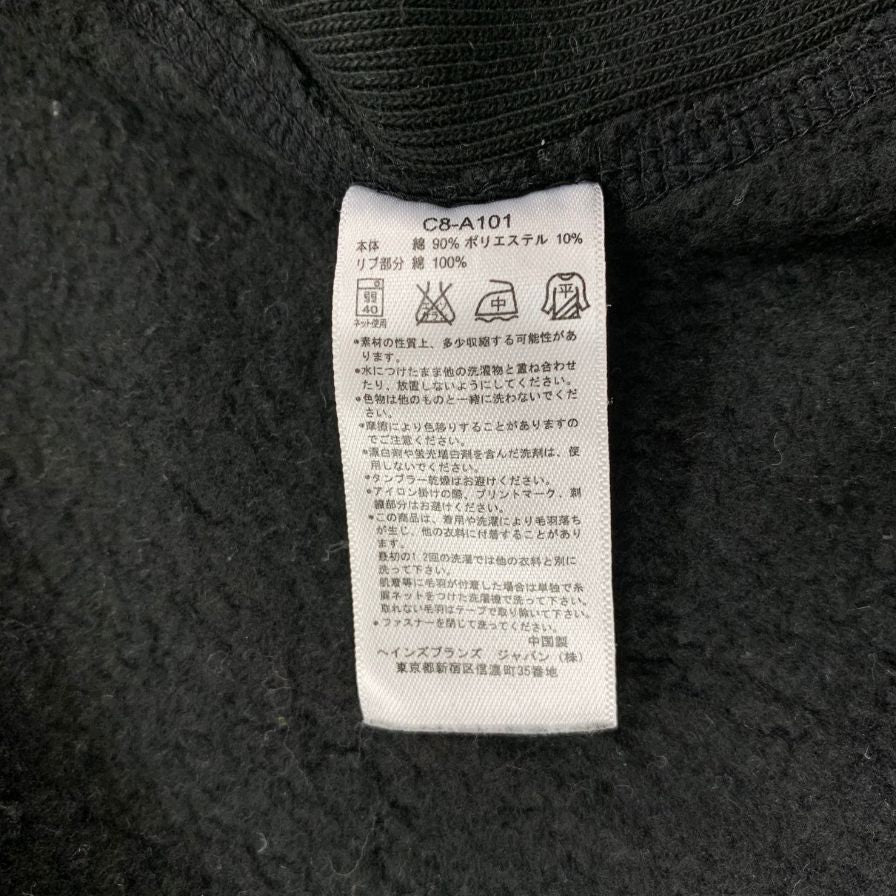 C8-A101
本体 綿 90% ポリエステル 10%
リブ部分 綿 100%
40 中 平
ネット使用
*素材の性質上、多少収縮する可能性があ
ります。
*水につけたまま他の洗濯物と重ね合わせ
たり、放置しないようにしてください。
*色物は他のものと一緒に洗わないでくだ
さい。
*摩擦により色移りすることがありますの
でご注意ください。
*漂白剤や蛍光増白剤を含んだ洗剤は、使
用しないでください。
*タンブラー乾燥はお避けください。
*アイロン掛けの際、プリントマーク、刺
繍部分はお避けください。
*この商品は、着用や洗濯により毛羽落ち
が生じ、他の衣料に付着することがあり
ます。
最初の1.2回の洗濯では他の衣料と別に
洗って下さい。
肌着等に毛羽が付着した場合は単独で糸
屑ネットをつけた洗濯機で洗って下さい。
取れない毛羽はテープで取り除いて下さい。
*ファスナーを閉じて洗ってください。
中国製
ヘインズブランズ ジャパン(株)
東京都新宿区信濃町35番地